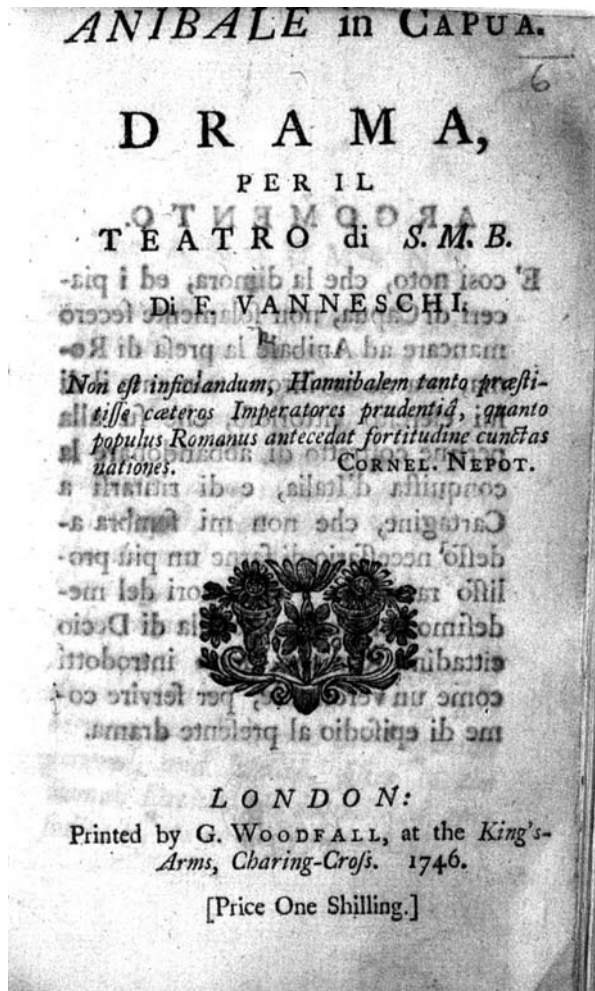 ANIBALE in CAPUA.
6
DRAMA,
PER IL
TEATRO di S. M. B.
Di F. VANNESCHI.
Non est inficiandum, Hannibalem tanto præsti-
tisse cæteros Imperatores prudentiâ, quanto
populus Romanus antecedat fortitudine cunctas
nationes. CORNEL. NEPOT.
LONDON:
Printed by G. WOODFALL, at the King's-
Arms, Charing-Cross. 1746.
[Price One Shilling.]